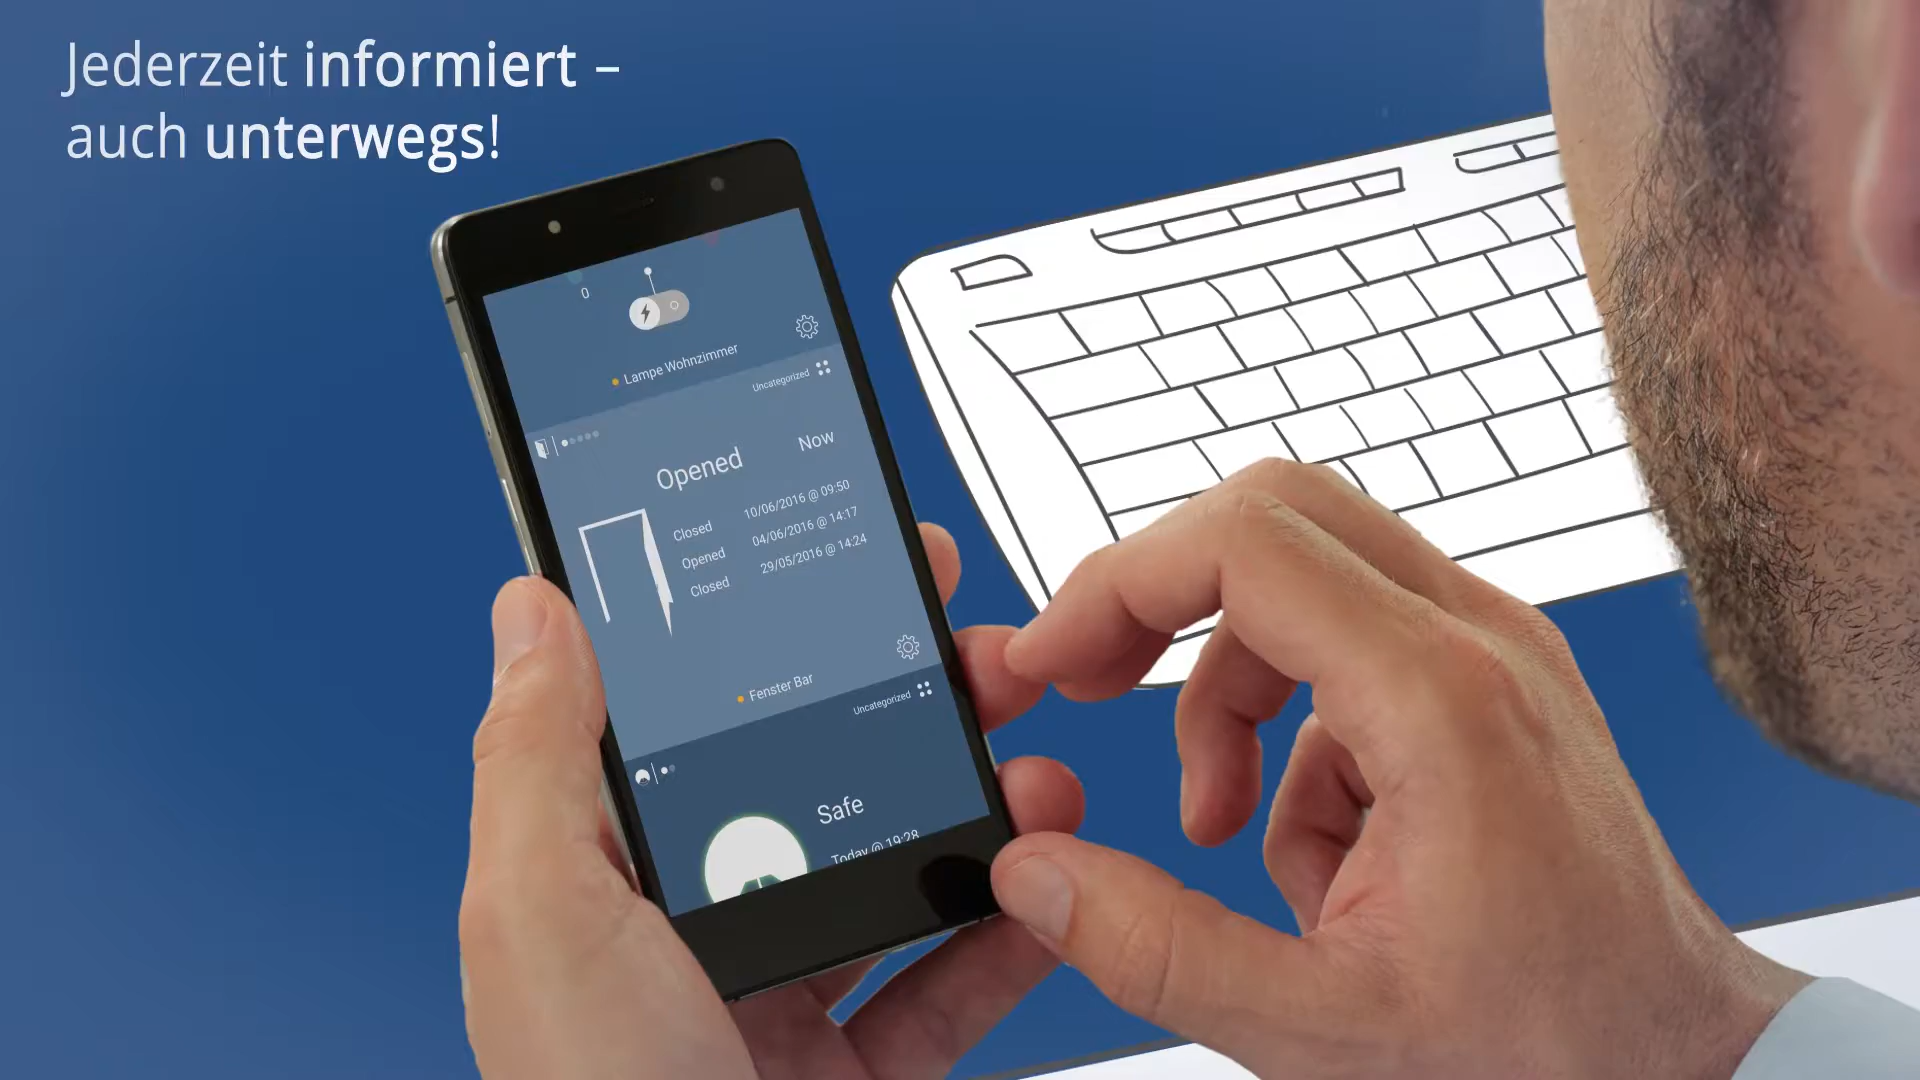 Jederzeit informiert –
auch unterwegs!
0
Lampe Wohnzimmer
Uncategorized
Opened Now
Closed 10/06/2016 @ 09:50
Opened 04/06/2016 @ 14:17
Closed 29/05/2016 @ 14:24
Fenster Bar
Uncategorized
Safe
Today @ 19:28